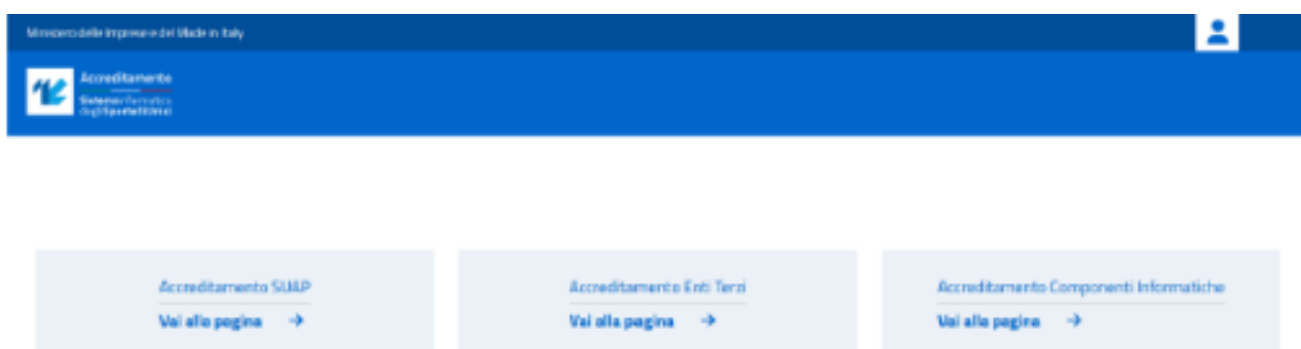 Ministero delle Imprese e del Made in Italy
Accreditamento
Sistema Informatico
degli Sportelli Unici
Accreditamento SUAP
Vai alla pagina
Accreditamento Enti Terzi
Vai alla pagina
Accreditamento Componenti Informatiche
Vai alla pagina